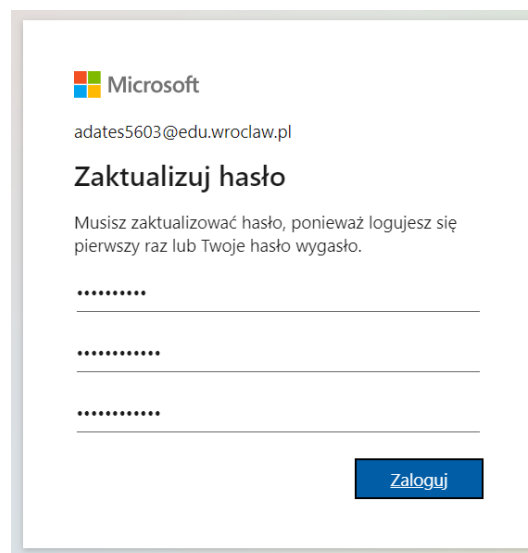 Microsoft
adates5603@edu.wroclaw.pl
Zaktualizuj hasło
Musisz zaktualizować hasło, ponieważ logujesz się
pierwszy raz lub Twoje hasło wygasło.
••••••••••
••••••••••••
••••••••••••
Zaloguj